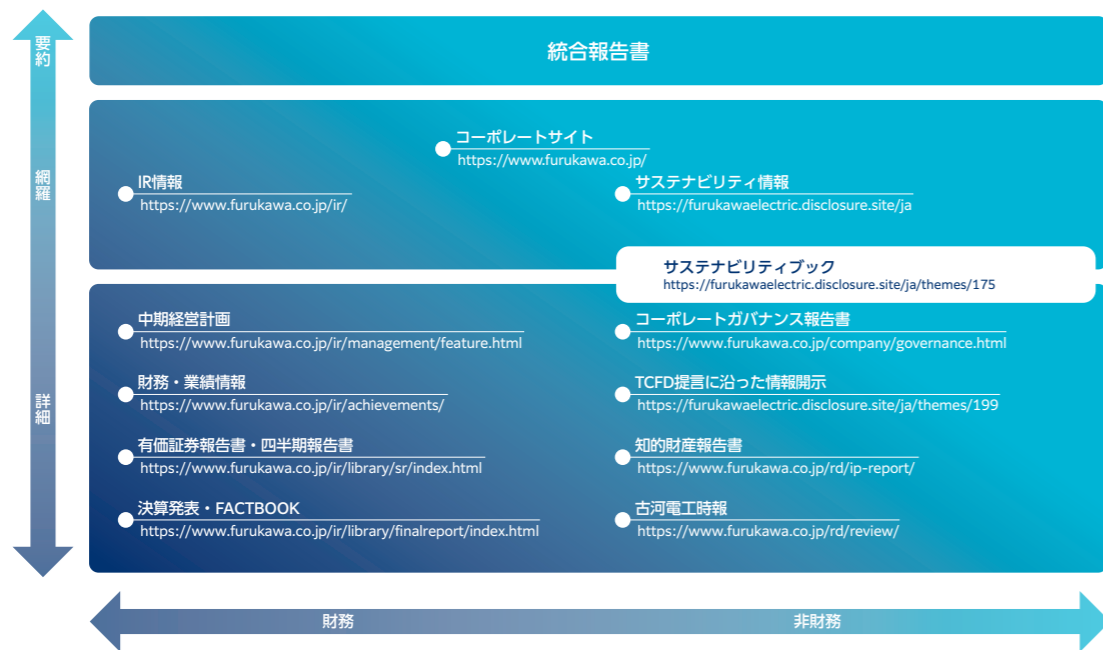 要約
統合報告書
網羅
コーポレートサイト
https://www.furukawa.co.jp/
IR情報
https://www.furukawa.co.jp/ir/
サステナビリティ情報
https://furukawaelectric.disclosure.site/ja
サステナビリティブック
https://furukawaelectric.disclosure.site/ja/themes/175
詳細
中期経営計画
https://www.furukawa.co.jp/ir/management/feature.html
財務・業績情報
https://www.furukawa.co.jp/ir/achievements/
有価証券報告書・四半期報告書
https://www.furukawa.co.jp/ir/library/sr/index.html
決算発表・FACTBOOK
https://www.furukawa.co.jp/ir/library/finalreport/index.html
コーポレートガバナンス報告書
https://www.furukawa.co.jp/company/governance.html
TCFD提言に沿った情報開示
https://furukawaelectric.disclosure.site/ja/themes/199
知的財産報告書
https://www.furukawa.co.jp/rd/ip-report/
古河電工時報
https://www.furukawa.co.jp/rd/review/
財務
非財務